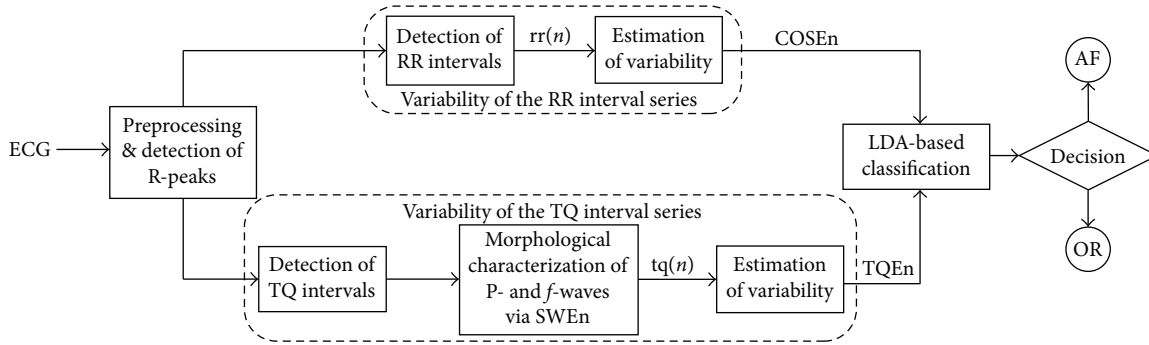 ECG
Preprocessing
& detection of
R-peaks
Detection of
RR intervals
rr(n)
Estimation
of variability
Variability of the RR interval series
COSEn
Variability of the TQ interval series
Detection of
TQ intervals
Morphological
characterization of
P- and f-waves
via SWEn
tq(n)
Estimation
of variability
TQEn
LDA-based
classification
Decision
AF
OR